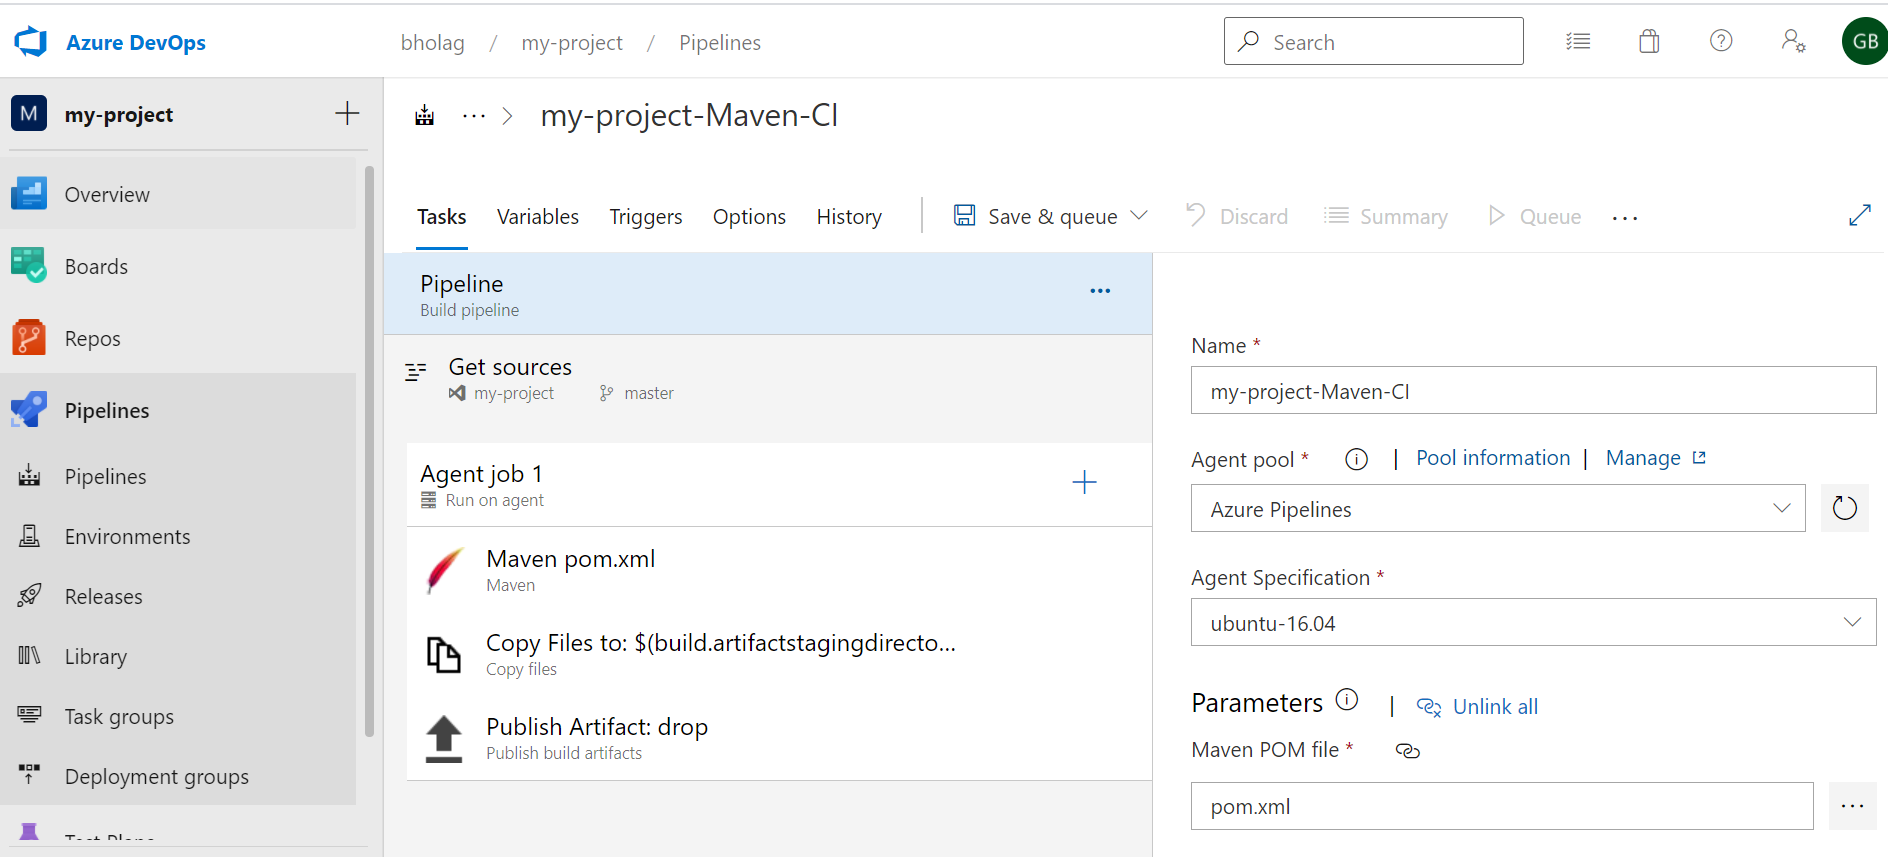 Azure DevOps
bholag / my-project / Pipelines
Search
GB
M my-project
Overview
Boards
Repos
Pipelines
Pipelines
Environments
Releases
Library
Task groups
Deployment groups
Test Plans
... > my-project-Maven-CI
Tasks Variables Triggers Options History Save & queue Discard Summary Queue ...
Pipeline
Build pipeline
...
Get sources
my-project master
Agent job 1
Run on agent
Maven pom.xml
Maven
Copy Files to: $(build.artifactstagingdirecto...
Copy files
Publish Artifact: drop
Publish build artifacts
Name *
my-project-Maven-CI
Agent pool * | Pool information | Manage
Azure Pipelines
Agent Specification *
ubuntu-16.04
Parameters | Unlink all
Maven POM file *
pom.xml
...